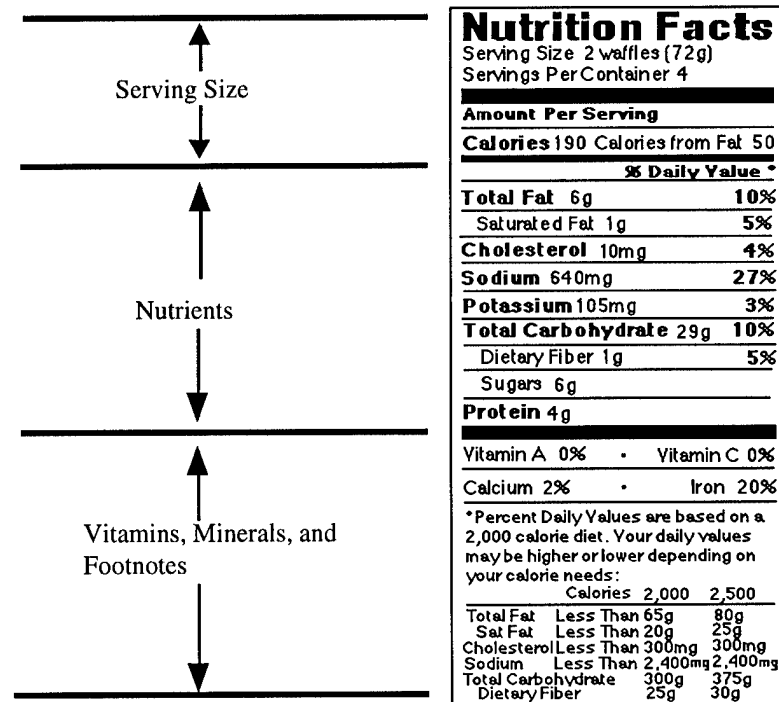 Serving Size
Nutrients
Vitamins, Minerals, and
Footnotes
Nutrition Facts
Serving Size 2 waffles (72g)
Servings Per Container 4
Amount Per Serving
Calories 190 Calories from Fat 50
% Daily Value *
Total Fat 6g 10%
Saturated Fat 1g 5%
Cholesterol 10mg 4%
Sodium 640mg 27%
Potassium 105mg 3%
Total Carbohydrate 29g 10%
Dietary Fiber 1g 5%
Sugars 6g
Protein 4g
Vitamin A 0% • Vitamin C 0%
Calcium 2% • Iron 20%
*Percent Daily Values are based on a
2,000 calorie diet. Your daily values
may be higher or lower depending on
your calorie needs:
Calories 2,000 2,500
Total Fat Less Than 65g 80g
Sat Fat Less Than 20g 25g
Cholesterol Less Than 300mg 300mg
Sodium Less Than 2,400mg 2,400mg
Total Carbohydrate 300g 375g
Dietary Fiber 25g 30g